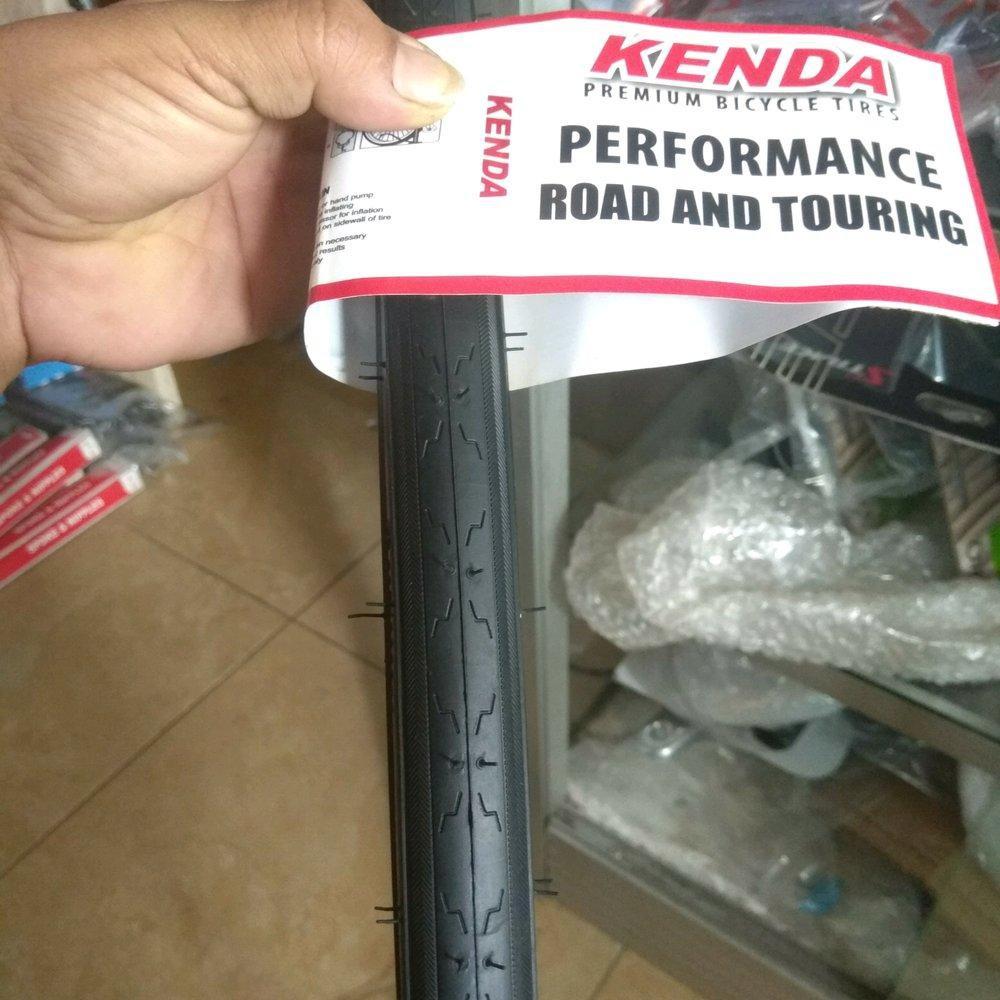 KENDA
PREMIUM BICYCLE TIRES
PERFORMANCE
ROAD AND TOURING
KENDA
hand pump
inflating
for inflation
on sidewall of tire
necessary
results